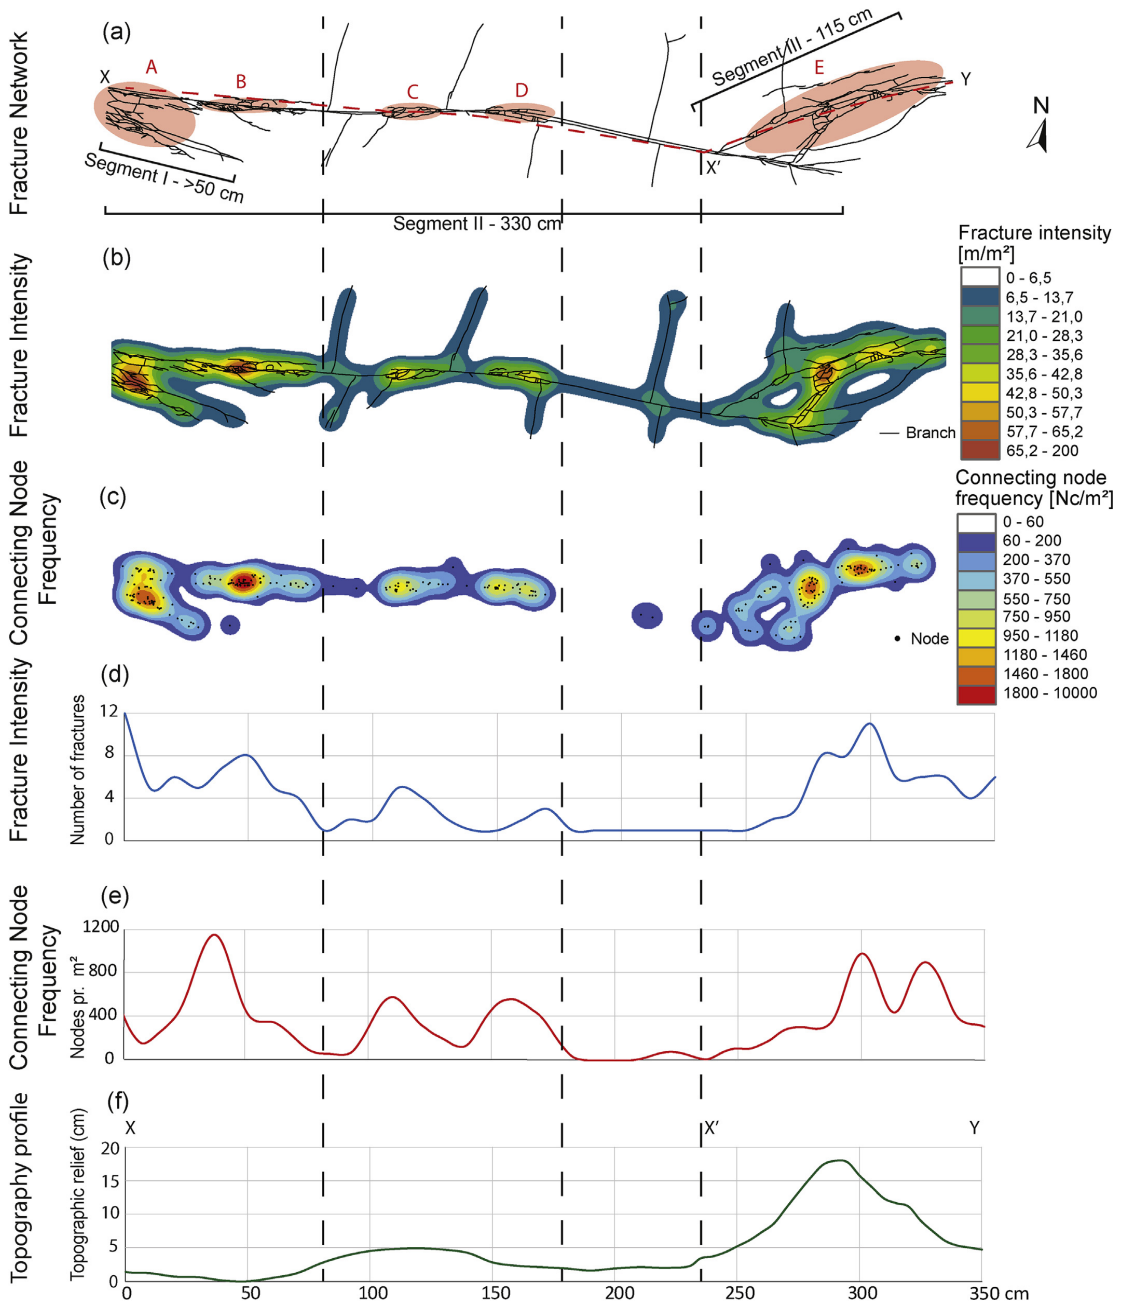 Fracture Network
(a)
A
B
C
D
E
X
Y
X′
N
Segment I - >50 cm
Segment II - 330 cm
Segment III - 115 cm
Fracture Intensity
(b)
Fracture intensity
[m/m²]
0 - 6,5
6,5 - 13,7
13,7 - 21,0
21,0 - 28,3
28,3 - 35,6
35,6 - 42,8
42,8 - 50,3
50,3 - 57,7
57,7 - 65,2
65,2 - 200
Branch
Connecting Node
Frequency
(c)
Connecting node
frequency [Nc/m²]
0 - 60
60 - 200
200 - 370
370 - 550
550 - 750
750 - 950
950 - 1180
1180 - 1460
1460 - 1800
1800 - 10000
Node
Fracture Intensity
(d)
Number of fractures
12
8
4
0
Connecting Node
Frequency
(e)
Nodes pr. m²
1200
800
400
0
Topography profile
(f)
Topographic relief (cm)
X
X′
Y
20
15
10
5
0
0 50 100 150 200 250 300 350 cm